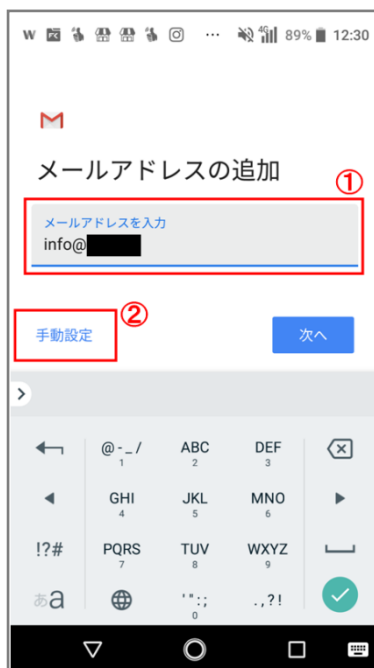 W 4G 89% 12:30
メールアドレスの追加
①
メールアドレスを入力
info@
②
手動設定 次へ
@-_/ ABC DEF
1 2 3
GHI JKL MNO
4 5 6
!?# PQRS TUV WXYZ
7 8 9
あa '":; .,?!
0